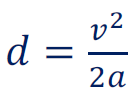 d = v²/2a